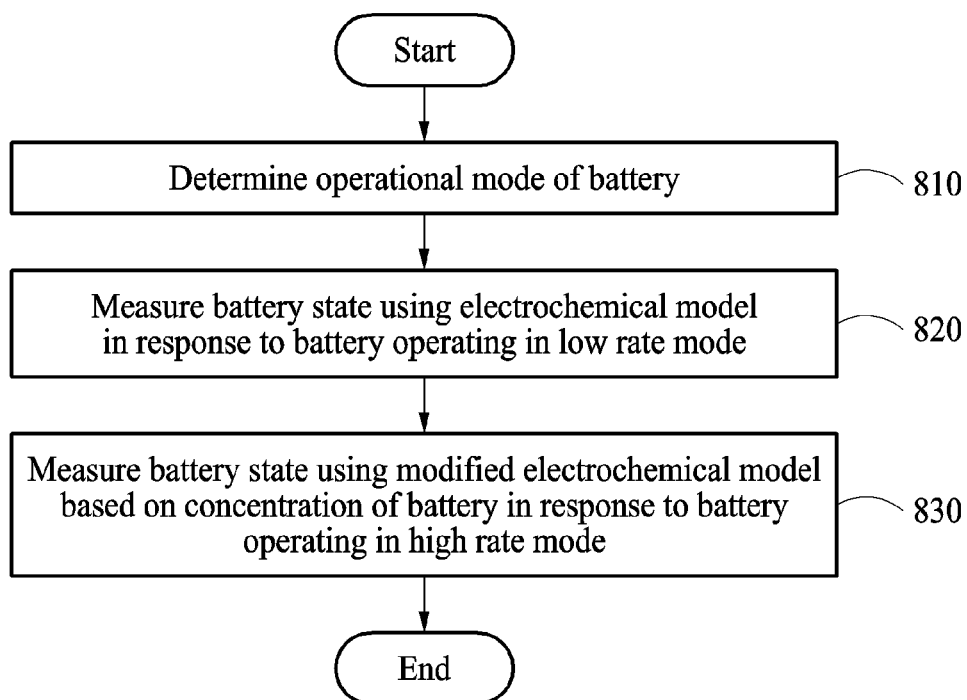 Start
Determine operational mode of battery
810
Measure battery state using electrochemical model
in response to battery operating in low rate mode
820
Measure battery state using modified electrochemical model
based on concentration of battery in response to battery
operating in high rate mode
830
End